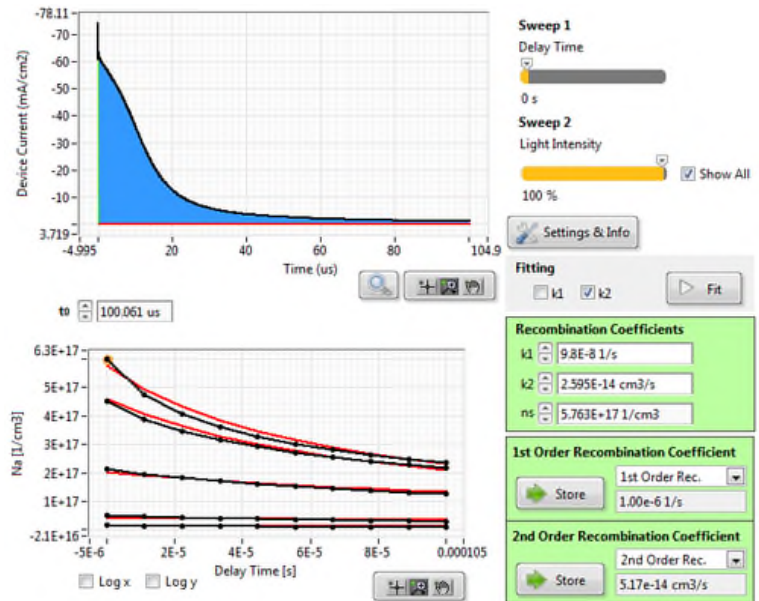 -78.11
-70
-60
-50
-40
-30
-20
-10
3.719
Device Current (mA/cm2)
-4.995 20 40 60 80 104.9
Time (us)
t0 100.061 us
6.3E+17
5E+17
4E+17
3E+17
2E+17
1E+17
-2.1E+16
Na [1/cm3]
-5E-6 2E-5 4E-5 6E-5 8E-5 0.000105
Delay Time [s]
Log x Log y
Sweep 1
Delay Time
0 s
Sweep 2
Light Intensity
Show All
100 %
Settings & Info
Fitting
k1 k2 Fit
Recombination Coefficients
k1 9.8E-8 1/s
k2 2.595E-14 cm3/s
ns 5.763E+17 1/cm3
1st Order Recombination Coefficient
Store 1st Order Rec.
1.00e-6 1/s
2nd Order Recombination Coefficient
Store 2nd Order Rec.
5.17e-14 cm3/s